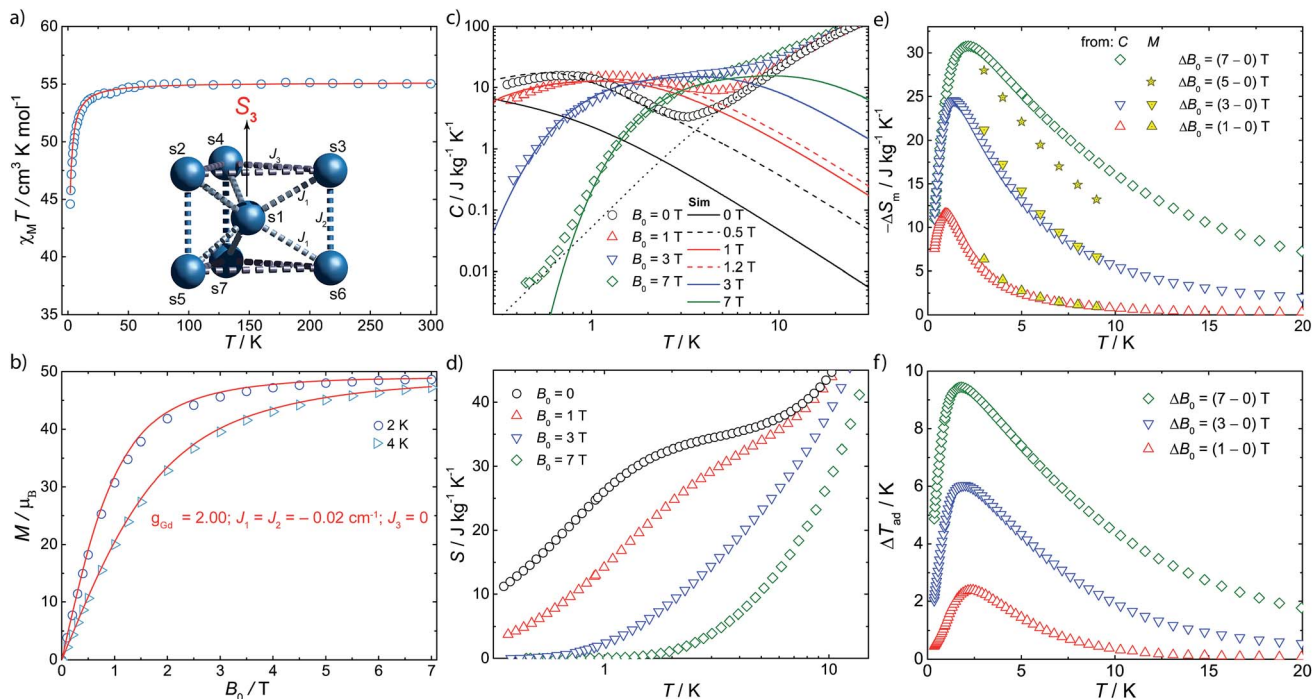 a)
χ_M T / cm³ K mol⁻¹
60
55
50
45
40
35
S₃
s4
s2
J₃
s3
J₁
s1
J₂
J₁
s5
s7
s6
0 50 100 150 200 250 300
T / K
b)
M / μ_B
50
40
30
20
10
0
2 K
4 K
g_Gd = 2.00; J₁ = J₂ = – 0.02 cm⁻¹; J₃ = 0
0 1 2 3 4 5 6 7
B₀ / T
c)
C / J kg⁻¹ K⁻¹
100
10
1
0.1
0.01
B₀ = 0 T
B₀ = 1 T
B₀ = 3 T
B₀ = 7 T
Sim
0 T
0.5 T
1 T
1.2 T
3 T
7 T
1 10
T / K
d)
S / J kg⁻¹ K⁻¹
40
30
20
10
0
B₀ = 0
B₀ = 1 T
B₀ = 3 T
B₀ = 7 T
1 10
T / K
e)
–ΔS_m / J kg⁻¹ K⁻¹
30
25
20
15
10
5
0
from: C M
ΔB₀ = (7 – 0) T
ΔB₀ = (5 – 0) T
ΔB₀ = (3 – 0) T
ΔB₀ = (1 – 0) T
0 5 10 15 20
T / K
f)
ΔT_ad / K
10
8
6
4
2
0
ΔB₀ = (7 – 0) T
ΔB₀ = (3 – 0) T
ΔB₀ = (1 – 0) T
0 5 10 15 20
T / K